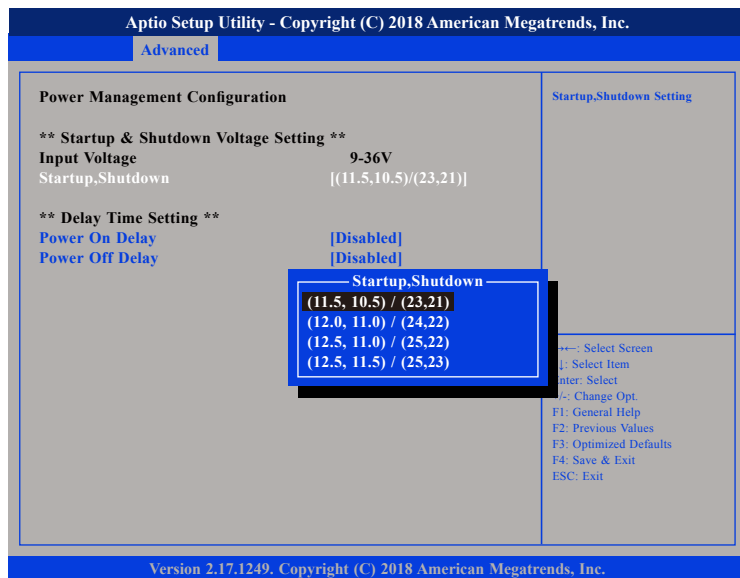 Aptio Setup Utility - Copyright (C) 2018 American Megatrends, Inc.
Advanced
Power Management Configuration
** Startup & Shutdown Voltage Setting **
Input Voltage 9-36V
Startup,Shutdown [(11.5,10.5)/(23,21)]
** Delay Time Setting **
Power On Delay [Disabled]
Power Off Delay [Disabled]
Startup,Shutdown
(11.5, 10.5) / (23,21)
(12.0, 11.0) / (24,22)
(12.5, 11.0) / (25,22)
(12.5, 11.5) / (25,23)
Startup,Shutdown Setting
→←: Select Screen
↓: Select Item
nter: Select
/-: Change Opt.
F1: General Help
F2: Previous Values
F3: Optimized Defaults
F4: Save & Exit
ESC: Exit
Version 2.17.1249. Copyright (C) 2018 American Megatrends, Inc.